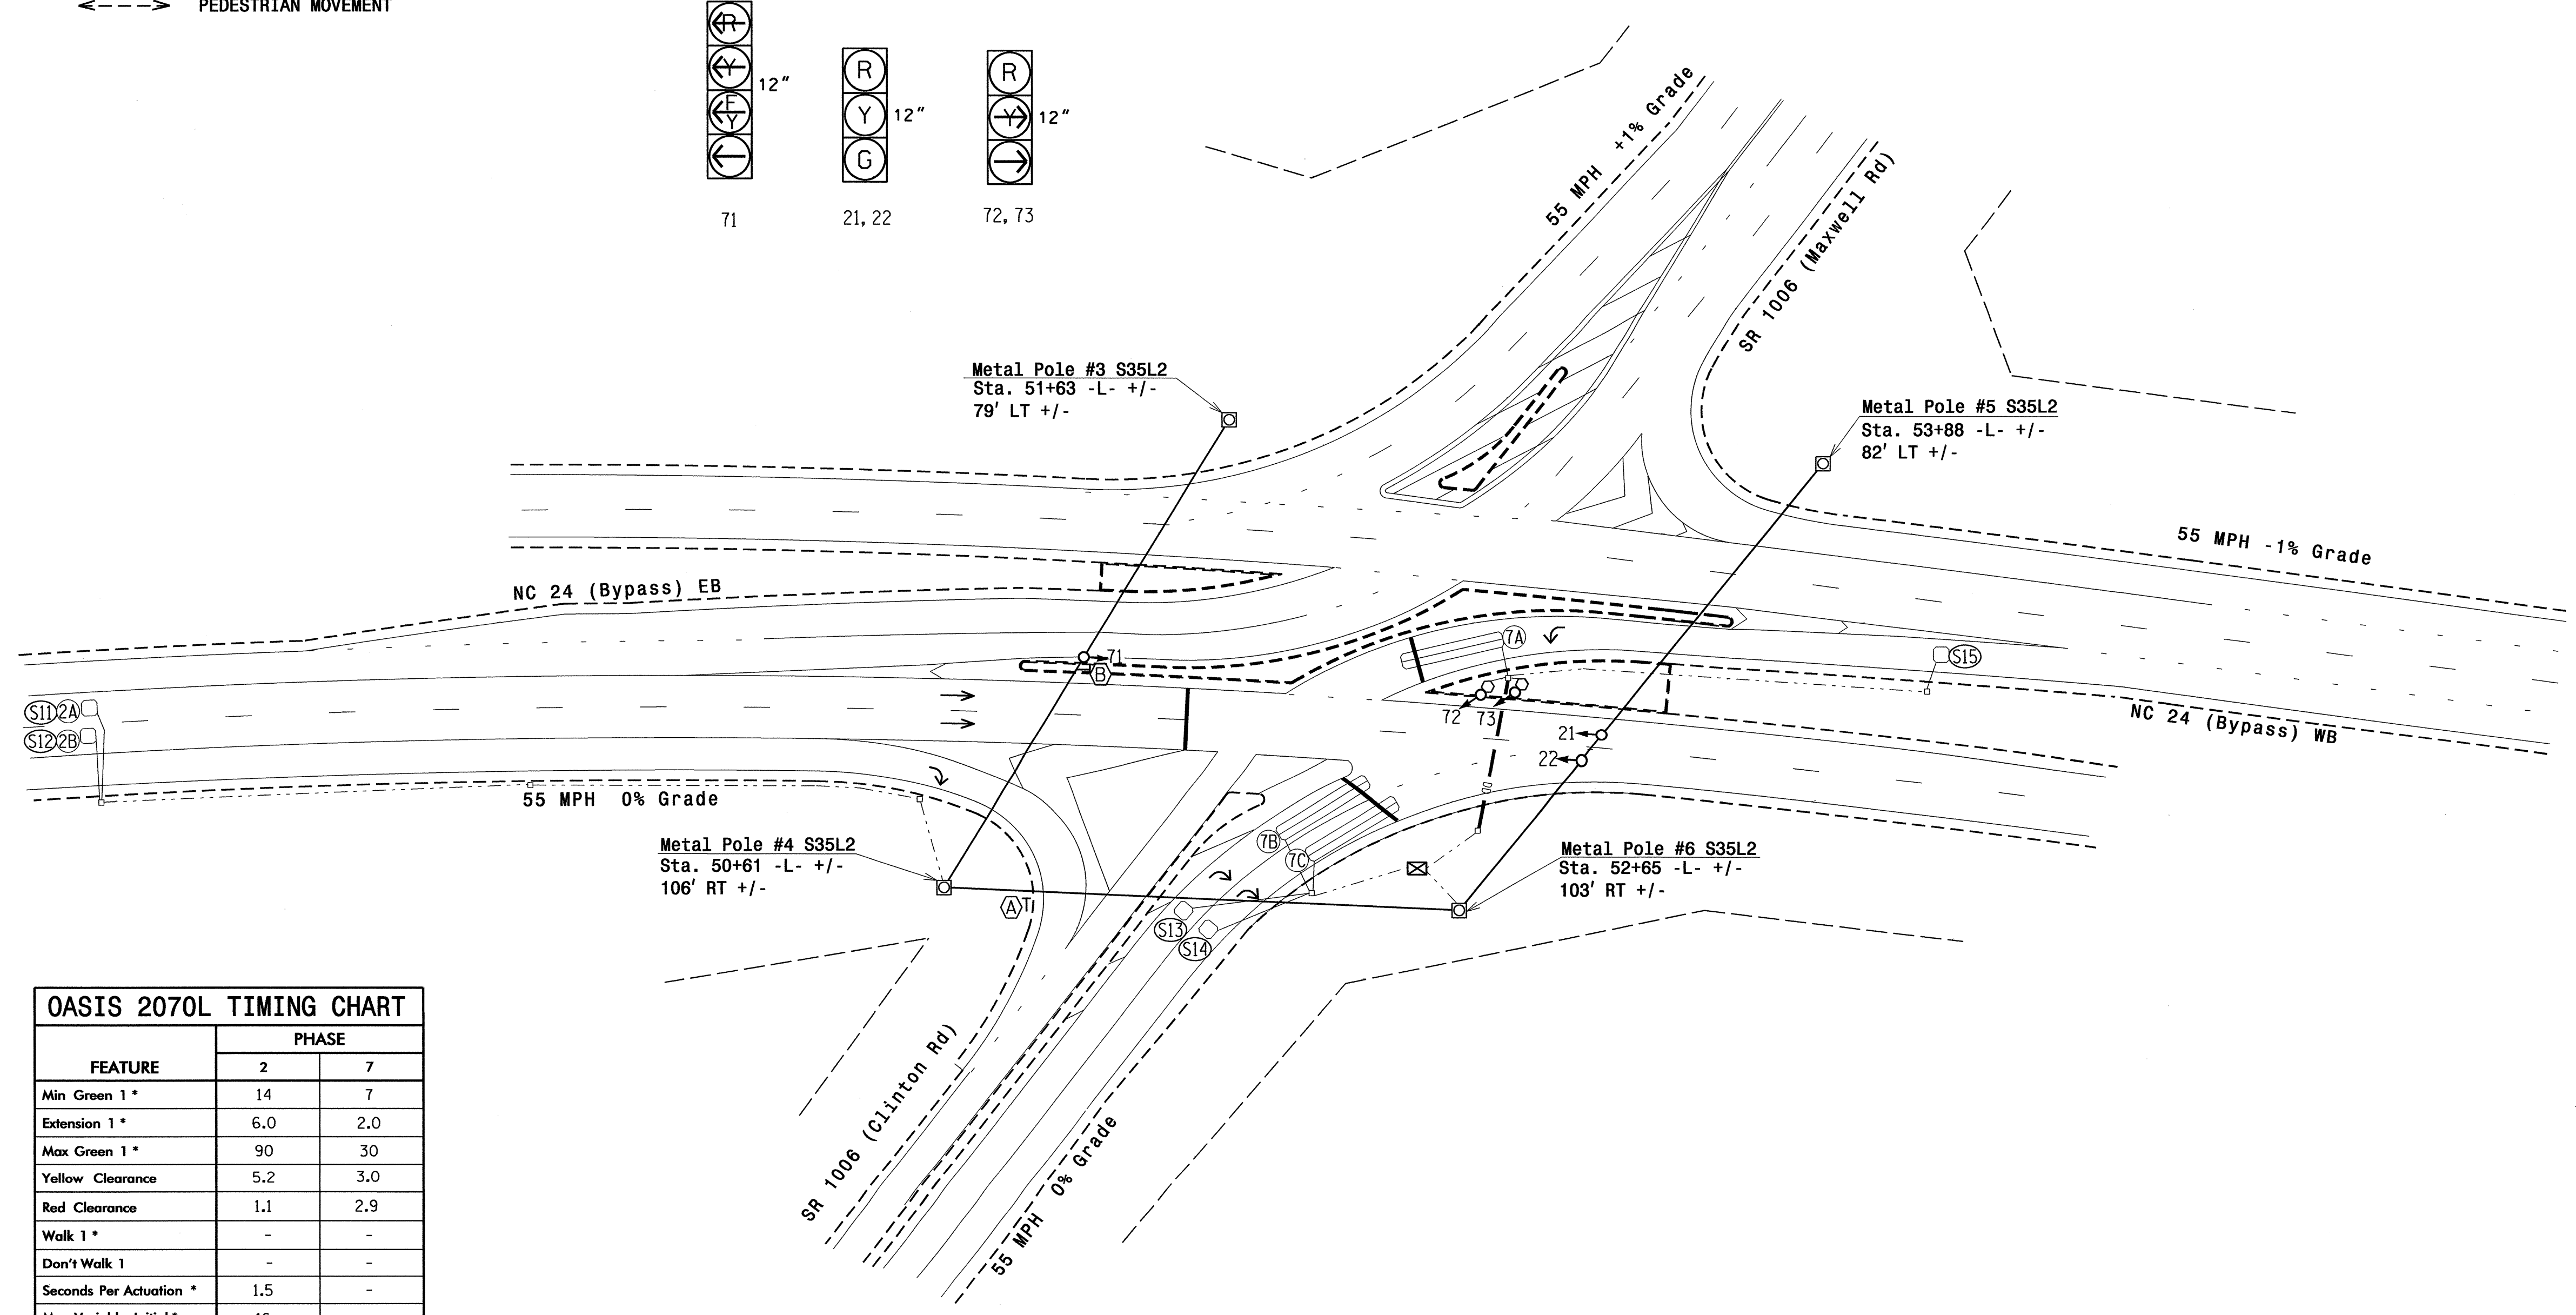 PEDESTRIAN MOVEMENT
R
Y
F
Y
12"
71
R
Y
G
12"
21, 22
R
Y
12"
72, 73
55 MPH +1% Grade
SR 1006 (Maxwell Rd)
Metal Pole #3 S35L2
Sta. 51+63 -L- +/-
79' LT +/-
Metal Pole #5 S35L2
Sta. 53+88 -L- +/-
82' LT +/-
55 MPH -1% Grade
NC 24 (Bypass) EB
71
B
7A
S15
S11 2A
S12 2B
72
73
21
22
NC 24 (Bypass) WB
55 MPH 0% Grade
Metal Pole #4 S35L2
Sta. 50+61 -L- +/-
106' RT +/-
A
7B
7C
Metal Pole #6 S35L2
Sta. 52+65 -L- +/-
103' RT +/-
S13
S14
SR 1006 (Clinton Rd)
55 MPH 0% Grade
OASIS 2070L TIMING CHART
FEATURE
PHASE
2 7
Min Green 1 * 14 7
Extension 1 * 6.0 2.0
Max Green 1 * 90 30
Yellow Clearance 5.2 3.0
Red Clearance 1.1 2.9
Walk 1 * - -
Don't Walk 1 - -
Seconds Per Actuation * 1.5 -